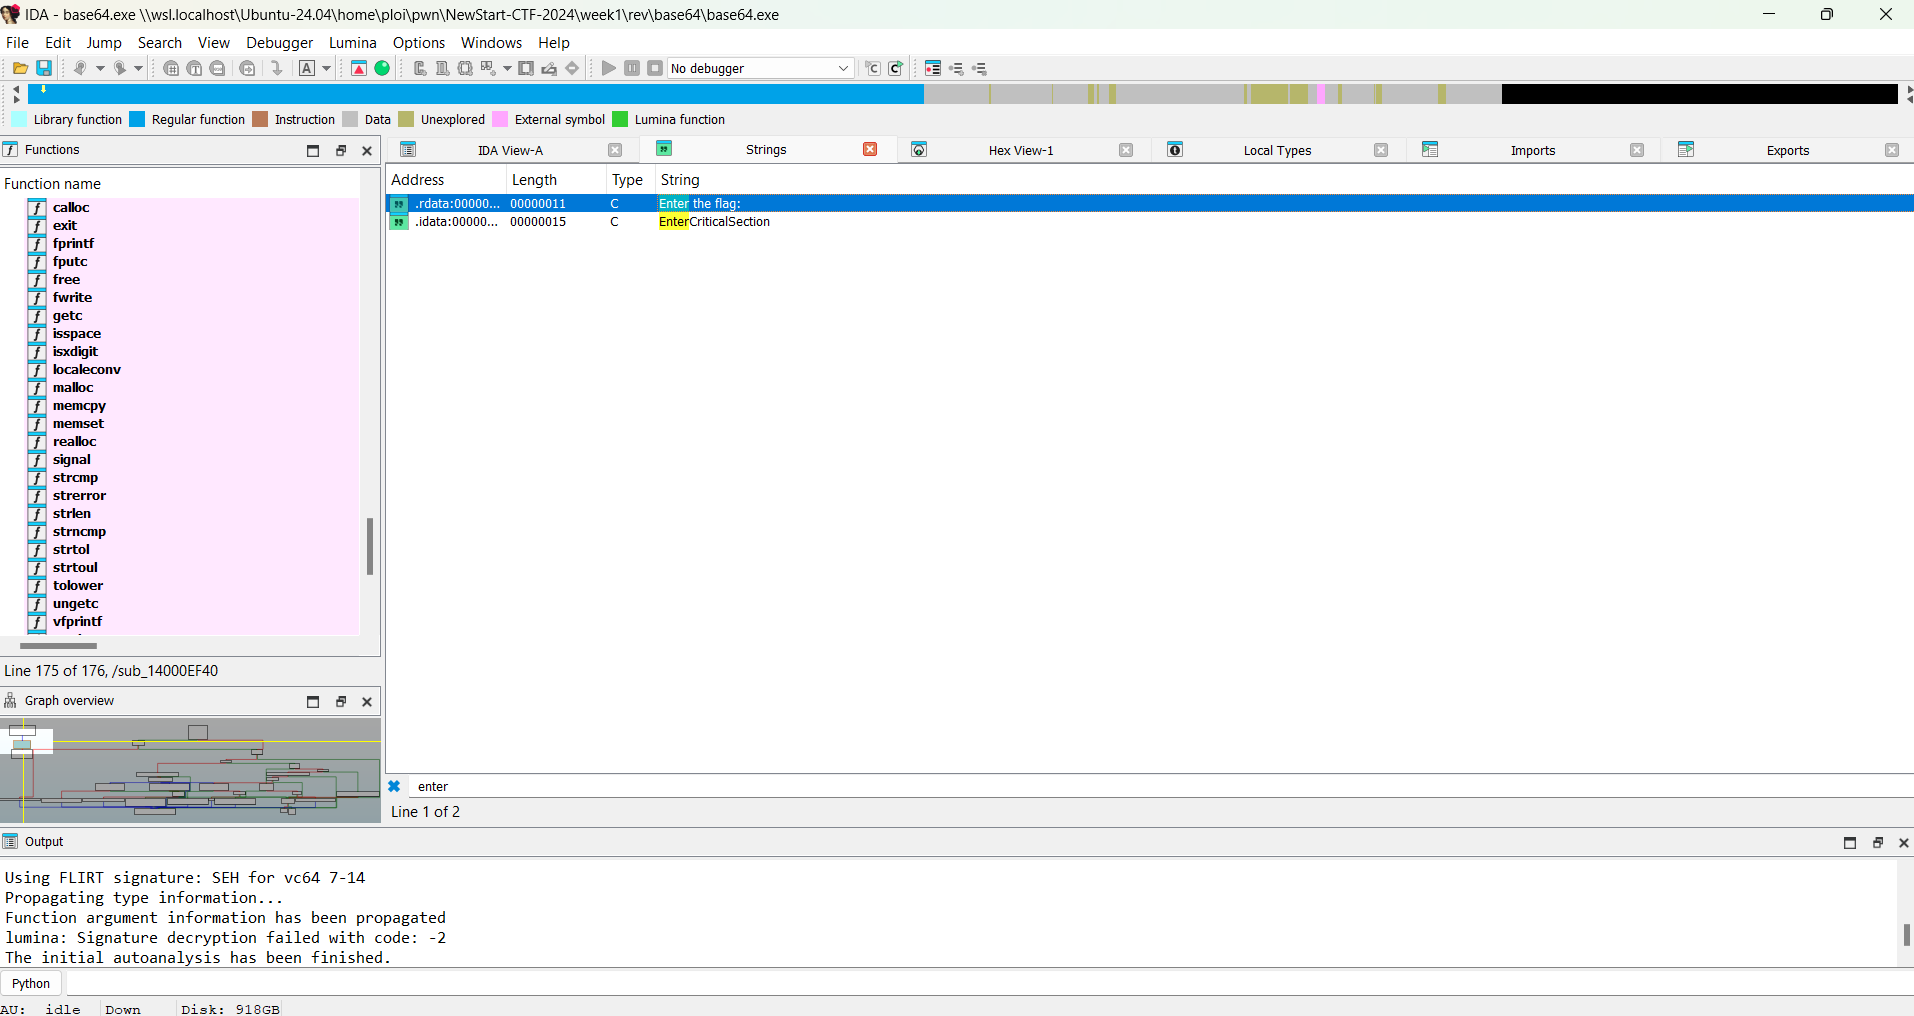 IDA - base64.exe \\wsl.localhost\Ubuntu-24.04\home\ploi\pwn\NewStart-CTF-2024\week1\rev\base64\base64.exe
File Edit Jump Search View Debugger Lumina Options Windows Help
No debugger
Library function Regular function Instruction Data Unexplored External symbol Lumina function
Functions
IDA View-A Strings Hex View-1 Local Types Imports Exports
Function name
calloc
exit
fprintf
fputc
free
fwrite
getc
isspace
isxdigit
localeconv
malloc
memcpy
memset
realloc
signal
strcmp
strerror
strlen
strncmp
strtol
strtoul
tolower
ungetc
vfprintf
Line 175 of 176, /sub_14000EF40
Graph overview
Address Length Type String
.rdata:00000... 00000011 C Enter the flag:
.idata:00000... 00000015 C EnterCriticalSection
enter
Line 1 of 2
Output
Using FLIRT signature: SEH for vc64 7-14
Propagating type information...
Function argument information has been propagated
lumina: Signature decryption failed with code: -2
The initial autoanalysis has been finished.
Python
AU: idle Down Disk: 918GB